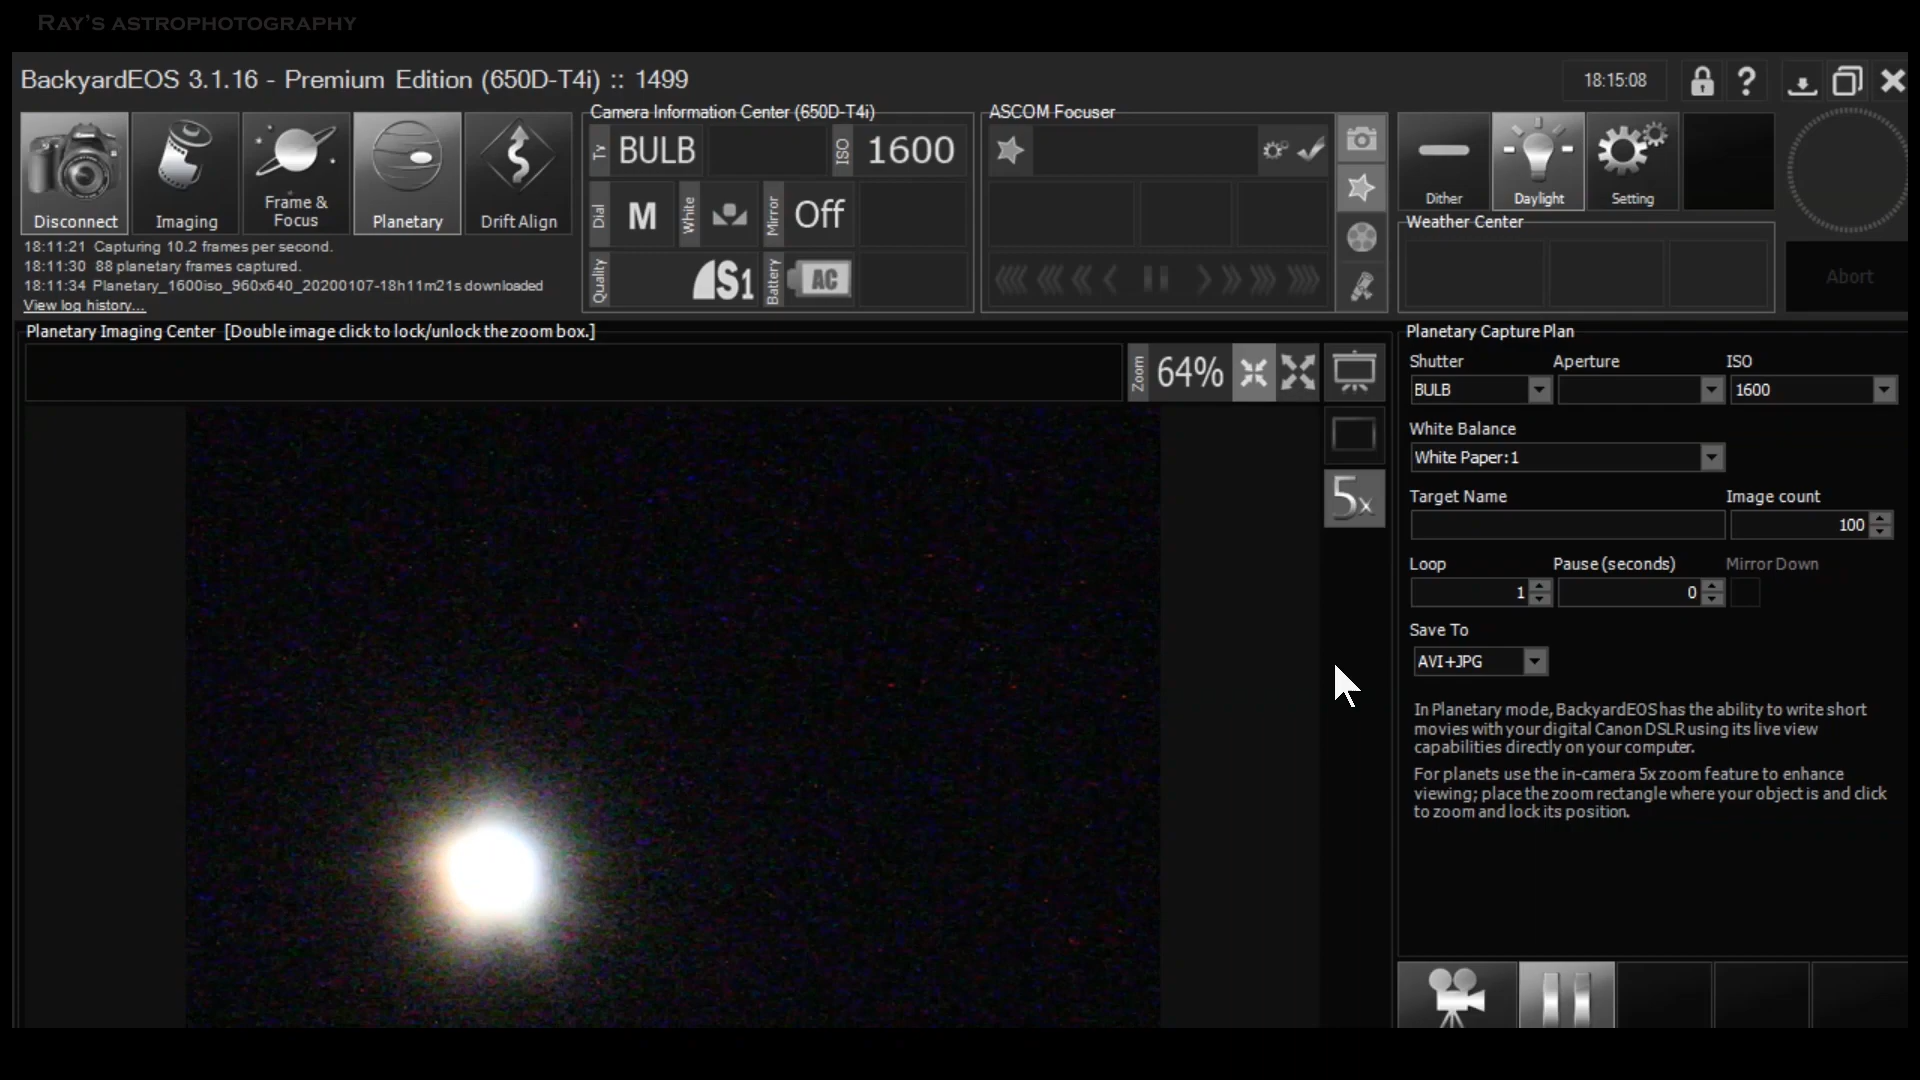 RAY'S ASTROPHOTOGRAPHY
BackyardEOS 3.1.16 - Premium Edition (650D-T4i) :: 1499
18:15:08
?
Disconnect
Imaging
Frame &
Focus
Planetary
Drift Align
Camera Information Center (650D-T4i)
Tv
BULB
ISO
1600
Dial
M
White
Mirror
Off
Quality
S1
Battery
AC
ASCOM Focuser
Dither
Daylight
Setting
Weather Center
Abort
18:11:21 Capturing 10.2 frames per second.
18:11:30 88 planetary frames captured.
18:11:34 Planetary_1600iso_960x640_20200107-18h11m21s downloaded
View log history...
Planetary Imaging Center [Double image click to lock/unlock the zoom box.]
Zoom
64%
5x
Planetary Capture Plan
Shutter Aperture ISO
BULB 1600
White Balance
White Paper:1
Target Name Image count
100
Loop Pause (seconds) Mirror Down
1 0
Save To
AVI+JPG
In Planetary mode, BackyardEOS has the ability to write short
movies with your digital Canon DSLR using its live view
capabilities directly on your computer.
For planets use the in-camera 5x zoom feature to enhance
viewing; place the zoom rectangle where your object is and click
to zoom and lock its position.